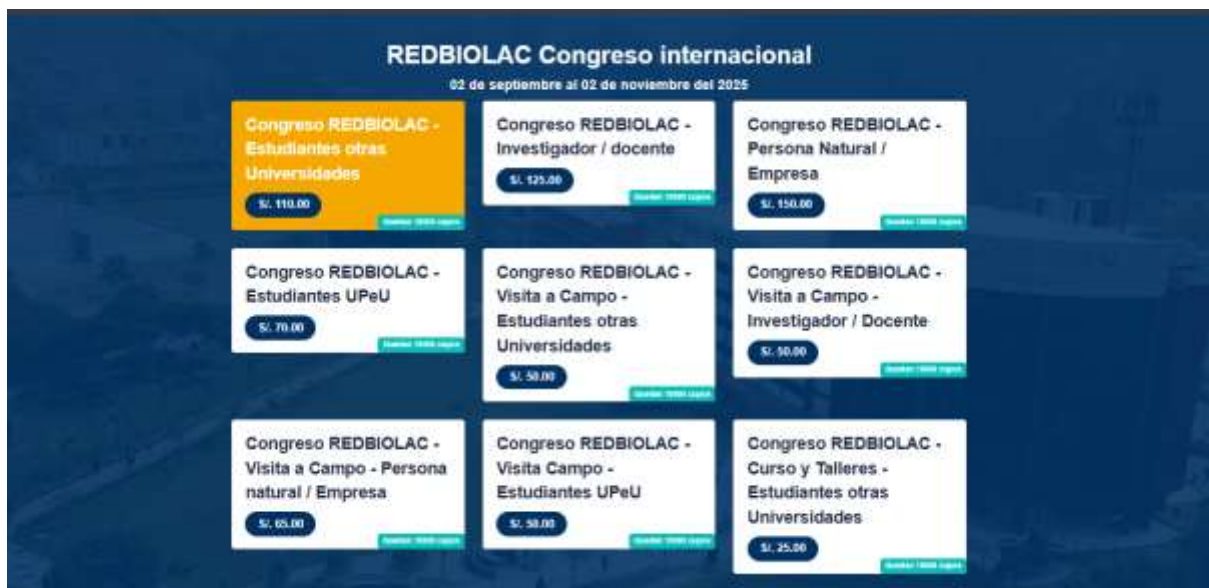 REDBIOLAC Congreso internacional
02 de septiembre al 02 de noviembre del 2025
Congreso REDBIOLAC -
Estudiantes otras
Universidades
S/. 110.00
Congreso REDBIOLAC -
Investigador / docente
S/. 125.00
Congreso REDBIOLAC -
Persona Natural /
Empresa
S/. 150.00
Congreso REDBIOLAC -
Estudiantes UPeU
S/. 70.00
Congreso REDBIOLAC -
Visita a Campo -
Estudiantes otras
Universidades
S/. 50.00
Congreso REDBIOLAC -
Visita a Campo -
Investigador / Docente
S/. 50.00
Congreso REDBIOLAC -
Visita a Campo - Persona
natural / Empresa
S/. 65.00
Congreso REDBIOLAC -
Visita Campo -
Estudiantes UPeU
S/. 50.00
Congreso REDBIOLAC -
Curso y Talleres -
Estudiantes otras
Universidades
S/. 25.00